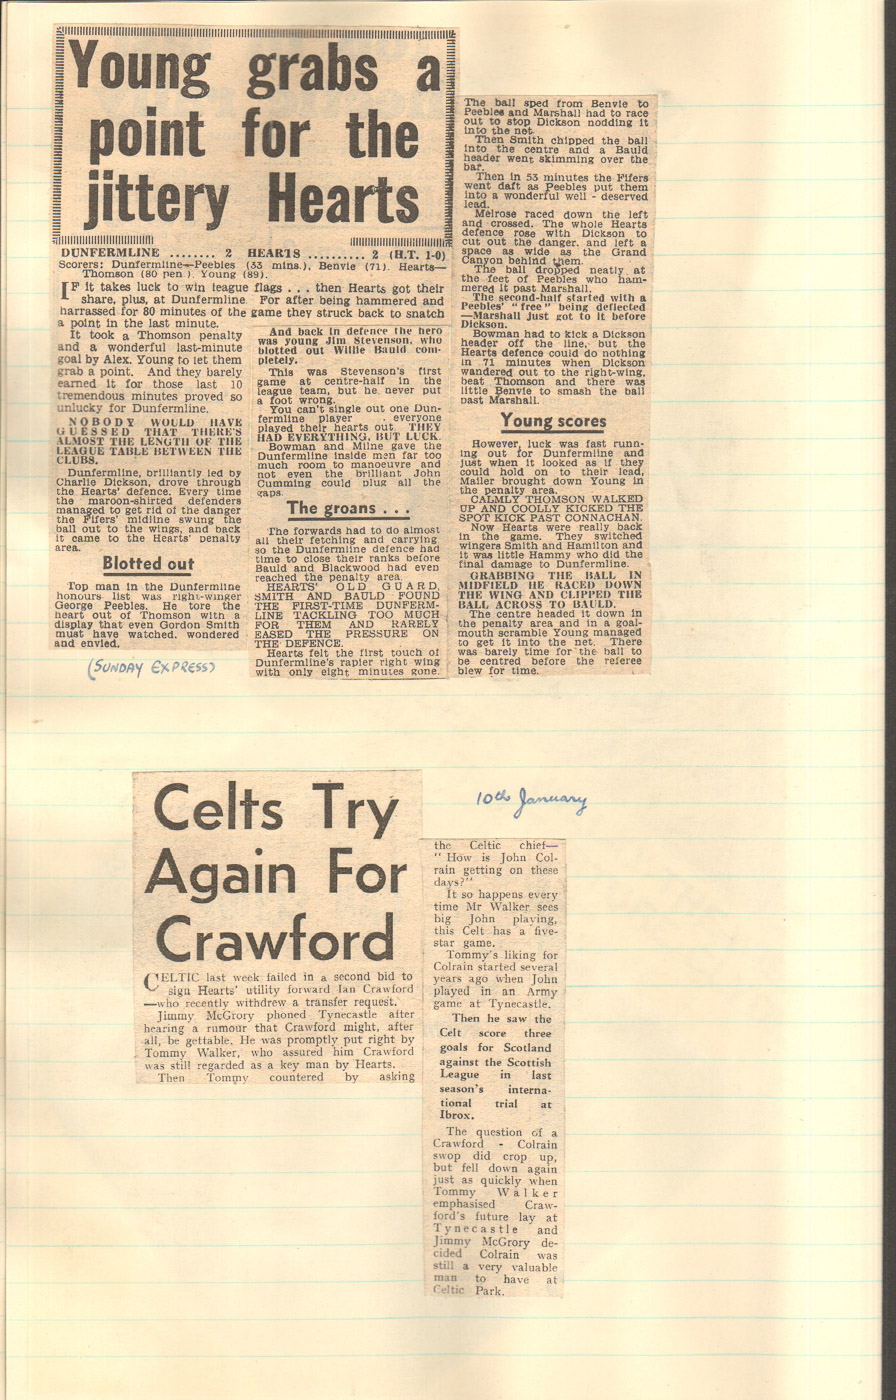 Young grabs a
point for the
jittery Hearts
DUNFERMLINE ........ 2 HEARTS .......... 2 (H.T. 1-0)
Scorers: Dunfermline—Peebles (53 mins.), Benvie (71). Hearts—
Thomson (80 pen.). Young (89).
IF it takes luck to win league flags . . . then Hearts got their
share, plus, at Dunfermline. For after being hammered and
harrassed for 80 minutes of the game they struck back to snatch
a point in the last minute.
It took a Thomson penalty
and a wonderful last-minute
goal by Alex. Young to let them
grab a point. And they barely
earned it for those last 10
tremendous minutes proved so
unlucky for Dunfermline.
NOBODY WOULD HAVE
GUESSED THAT THERE'S
ALMOST THE LENGTH OF THE
LEAGUE TABLE BETWEEN THE
CLUBS.
Dunfermline, brilliantly led by
Charlie Dickson, drove through
the Hearts' defence. Every time
the maroon-shirted defenders
managed to get rid of the danger
the Fifers' midline swung the
ball out to the wings, and back
it came to the Hearts' penalty
area.
Blotted out
Top man in the Dunfermline
honours list was right-winger
George Peebles. He tore the
heart out of Thomson with a
display that even Gordon Smith
must have watched, wondered
and envied.
(SUNDAY EXPRESS)
And back in defence the hero
was young Jim Stevenson, who
blotted out Willie Bauld com-
pletely.
This was Stevenson's first
game at centre-half in the
league team, but he never put
a foot wrong.
You can't single out one Dun-
fermline player . everyone
played their hearts out. THEY
HAD EVERYTHING, BUT LUCK.
Bowman and Milne gave the
Dunfermline inside men far too
much room to manoeuvre and
not even the brilliant John
Cumming could plug all the
gaps.
The groans . . .
The forwards had to do almost
all their fetching and carrying
so the Dunfermline defence had
time to close their ranks before
Bauld and Blackwood had even
reached the penalty area.
HEARTS' OLD GUARD,
SMITH AND BAULD FOUND
THE FIRST-TIME DUNFERM-
LINE TACKLING TOO MUCH
FOR THEM AND RARELY
EASED THE PRESSURE ON
THE DEFENCE.
Hearts felt the first touch of
Dunfermline's rapier right wing
with only eight minutes gone.
The ball sped from Benvie to
Peebles and Marshall had to race
out to stop Dickson nodding it
into the net.
Then Smith chipped the ball
into the centre and a Bauld
header went skimming over the
bar.
Then in 53 minutes the Fifers
went daft as Peebles put them
into a wonderful well - deserved
lead.
Melrose raced down the left
and crossed. The whole Hearts
defence rose with Dickson to
cut out the danger, and left a
space as wide as the Grand
Canyon behind them.
The ball dropped neatly at
the feet of Peebles who ham-
mered it past Marshall.
The second-half started with a
Peebles' "free" being deflected
—Marshall just got to it before
Dickson.
Bowman had to kick a Dickson
header off the line, but the
Hearts defence could do nothing
in 71 minutes when Dickson
wandered out to the right-wing,
beat Thomson and there was
little Benvie to smash the ball
past Marshall.
Young scores
However, luck was fast runn-
ing out for Dunfermline and
just when it looked as if they
could hold on to their lead,
Mailer brought down Young in
the penalty area.
CALMLY THOMSON WALKED
UP AND COOLLY KICKED THE
SPOT KICK PAST CONNACHAN.
Now Hearts were really back
in the game. They switched
wingers Smith and Hamilton and
it was little Hammy who did the
final damage to Dunfermline.
GRABBING THE BALL IN
MIDFIELD HE RACED DOWN
THE WING AND CLIPPED THE
BALL ACROSS TO BAULD.
The centre headed it down in
the penalty area and in a goal-
mouth scramble Young managed
to get it into the net. There
was barely time for the ball to
be centred before the referee
blew for time.
Celts Try
Again For
Crawford
10th January
CELTIC last week failed in a second bid to
sign Hearts' utility forward Ian Crawford
—who recently withdrew a transfer request.
Jimmy McGrory phoned Tynecastle after
hearing a rumour that Crawford might, after
all, be gettable. He was promptly put right by
Tommy Walker, who assured him Crawford
was still regarded as a key man by Hearts.
Then Tommy countered by asking
the Celtic chief—
"How is John Col-
rain getting on these
days?"
It so happens every
time Mr Walker sees
big John playing,
this Celt has a five-
star game.
Tommy's liking for
Colrain started several
years ago when John
played in an Army
game at Tynecastle.
Then he saw the
Celt score three
goals for Scotland
against the Scottish
League in last
season's interna-
tional trial at
Ibrox.
The question of a
Crawford - Colrain
swop did crop up,
but fell down again
just as quickly when
Tommy Walker
emphasised Craw-
ford's future lay at
Tynecastle and
Jimmy McGrory de-
cided Colrain was
still a very valuable
man to have at
Celtic Park.